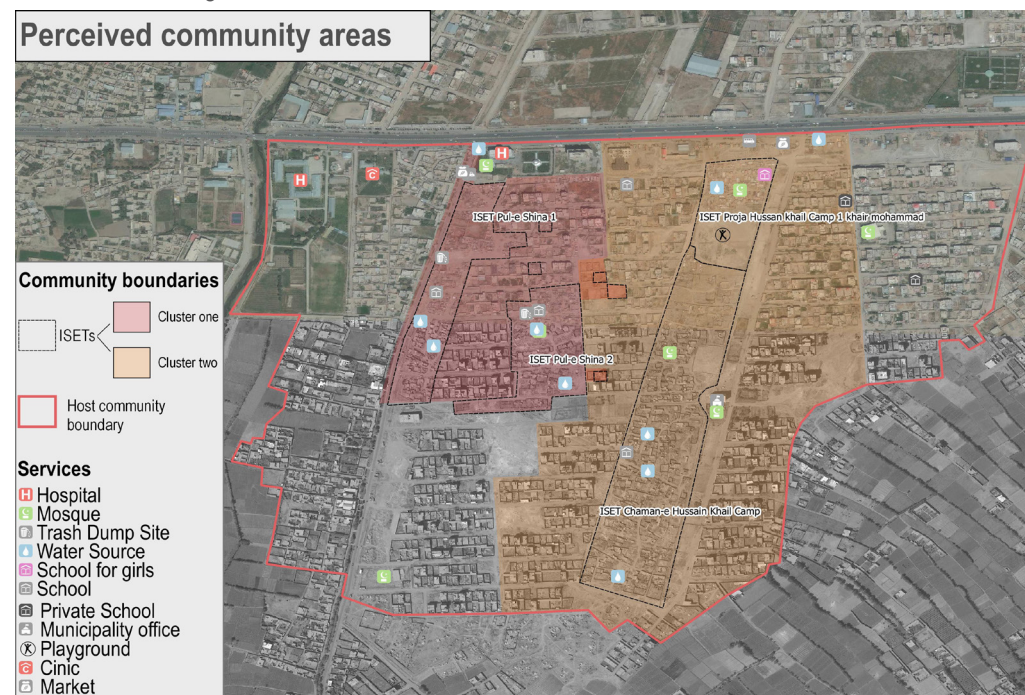 Perceived community areas
ISET Pul-e Shina 1
ISET Proja Hussan khail Camp 1 khair mohammad
ISET Pul-e Shina 2
ISET Chaman-e Hussain Khail Camp
Community boundaries
ISETs
Cluster one
Cluster two
Host community
boundary
Services
H Hospital
Mosque
Trash Dump Site
Water Source
School for girls
School
Private School
Municipality office
Playground
C Cinic
Market
H
C
H